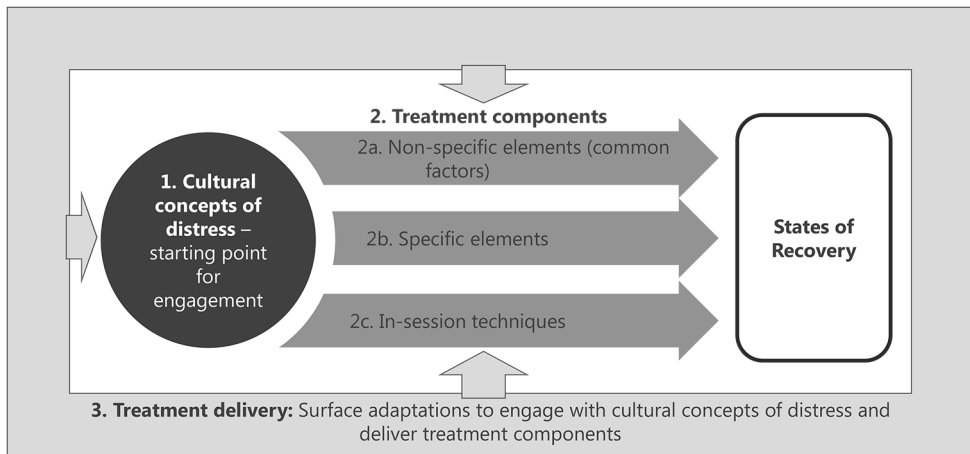 2. Treatment components
2a. Non-specific elements (common
factors)
1. Cultural
concepts of
distress –
starting point
for
engagement
2b. Specific elements
2c. In-session techniques
States of
Recovery
3. Treatment delivery: Surface adaptations to engage with cultural concepts of distress and
deliver treatment components